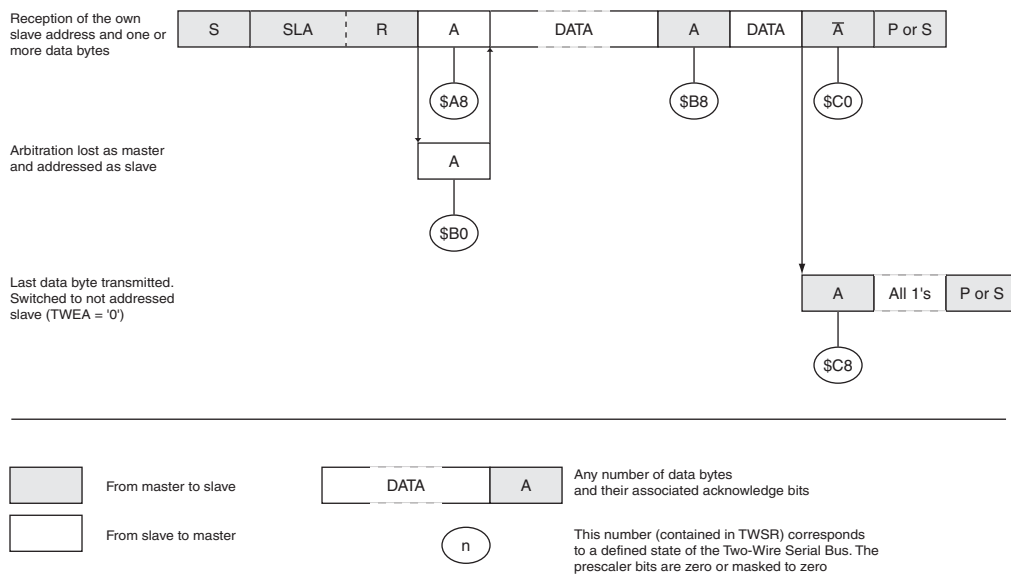 Reception of the own
slave address and one or
more data bytes
S SLA R A DATA A DATA A̅ P or S
$A8 $B8 $C0
Arbitration lost as master
and addressed as slave
A
$B0
Last data byte transmitted.
Switched to not addressed
slave (TWEA = '0')
A All 1's P or S
$C8
From master to slave
DATA A
Any number of data bytes
and their associated acknowledge bits
From slave to master
n
This number (contained in TWSR) corresponds
to a defined state of the Two-Wire Serial Bus. The
prescaler bits are zero or masked to zero